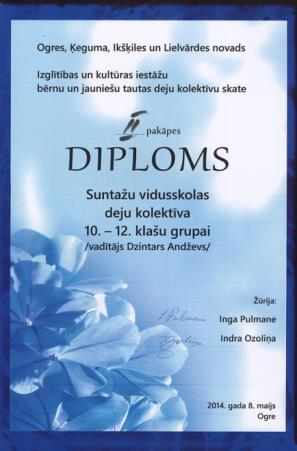 Ogres, Ķeguma, Ikšķiles un Lielvārdes novads
Izglītības un kultūras iestāžu
bērnu un jauniešu tautas deju kolektīvu skate
II pakāpes
DIPLOMS
Suntažu vidusskolas
deju kolektīva
10. – 12. klašu grupai
/vadītājs Dzintars Andževs/
Žūrija:
I Pulmane
Inga Pulmane
Indra Ozoliņa
2014. gada 8. maijs
Ogre